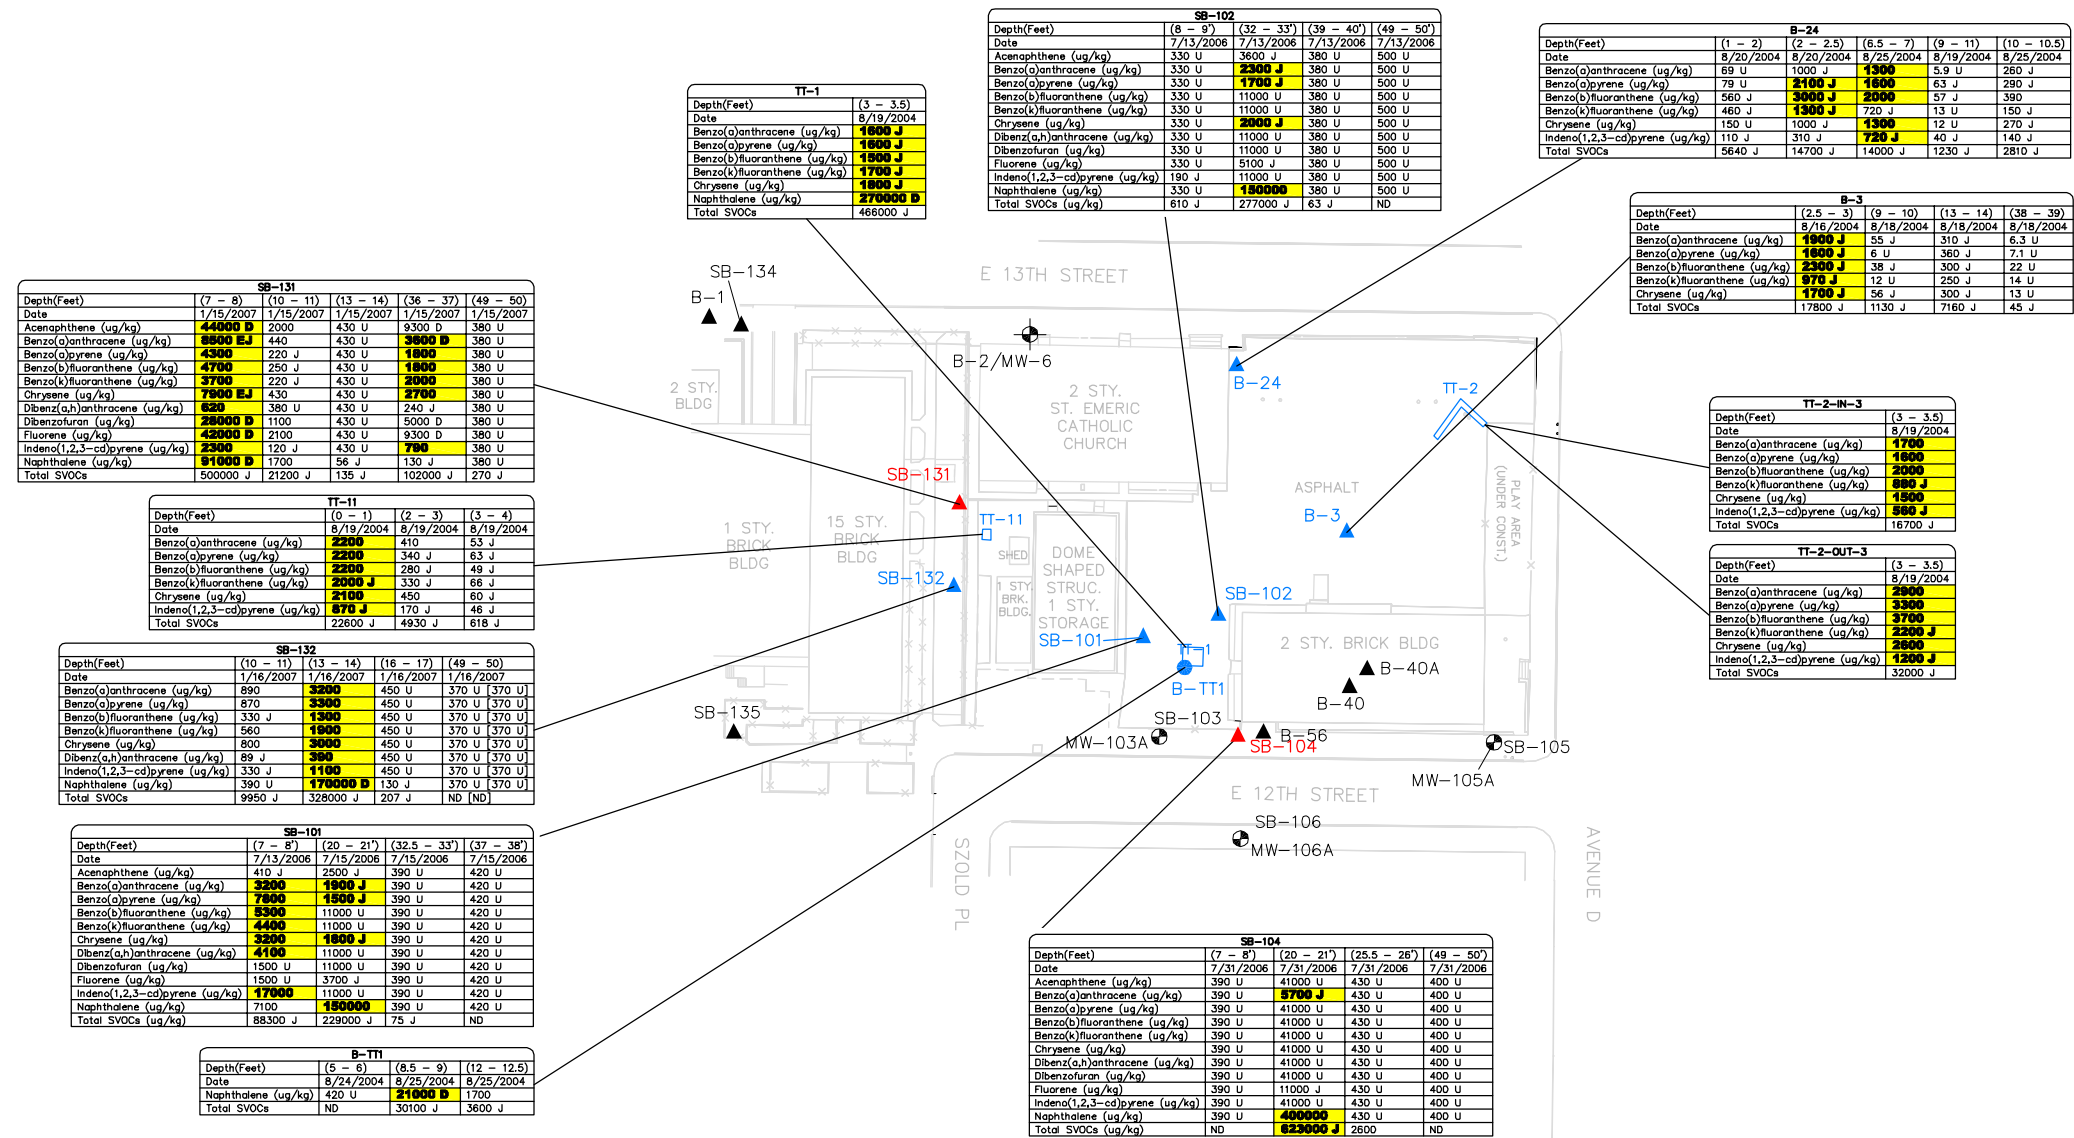 SB-102
Depth(Feet) (8 - 9') (32 - 33') (39 - 40') (49 - 50')
Date 7/13/2006 7/13/2006 7/13/2006 7/13/2006
Acenaphthene (ug/kg) 330 U 3600 J 380 U 500 U
Benzo(a)anthracene (ug/kg) 330 U 2300 J 380 U 500 U
Benzo(a)pyrene (ug/kg) 330 U 1700 J 380 U 500 U
Benzo(b)fluoranthene (ug/kg) 330 U 11000 U 380 U 500 U
Benzo(k)fluoranthene (ug/kg) 330 U 11000 U 380 U 500 U
Chrysene (ug/kg) 330 U 2000 J 380 U 500 U
Dibenz(a,h)anthracene (ug/kg) 330 U 11000 U 380 U 500 U
Dibenzofuran (ug/kg) 330 U 11000 U 380 U 500 U
Fluorene (ug/kg) 330 U 5100 J 380 U 500 U
Indeno(1,2,3-cd)pyrene (ug/kg) 190 J 11000 U 380 U 500 U
Naphthalene (ug/kg) 330 U 150000 380 U 500 U
Total SVOCs (ug/kg) 610 J 277000 J 63 J ND
B-24
Depth(Feet) (1 - 2) (2 - 2.5) (6.5 - 7) (9 - 11) (10 - 10.5)
Date 8/20/2004 8/20/2004 8/25/2004 8/19/2004 8/25/2004
Benzo(a)anthracene (ug/kg) 69 U 1000 J 1300 5.9 U 260 J
Benzo(a)pyrene (ug/kg) 79 U 2100 J 1600 63 J 290 J
Benzo(b)fluoranthene (ug/kg) 560 J 3000 J 2000 57 J 390
Benzo(k)fluoranthene (ug/kg) 460 J 1300 J 720 J 13 U 150 J
Chrysene (ug/kg) 150 U 1000 J 1300 12 U 270 J
Indeno(1,2,3-cd)pyrene (ug/kg) 110 J 310 J 720 J 40 J 140 J
Total SVOCs 5640 J 14700 J 14000 J 1230 J 2810 J
TT-1
Depth(Feet) (3 - 3.5)
Date 8/19/2004
Benzo(a)anthracene (ug/kg) 1600 J
Benzo(a)pyrene (ug/kg) 1600 J
Benzo(b)fluoranthene (ug/kg) 1500 J
Benzo(k)fluoranthene (ug/kg) 1700 J
Chrysene (ug/kg) 1800 J
Naphthalene (ug/kg) 270000 D
Total SVOCs 466000 J
B-3
Depth(Feet) (2.5 - 3) (9 - 10) (13 - 14) (38 - 39)
Date 8/16/2004 8/18/2004 8/18/2004 8/18/2004
Benzo(a)anthracene (ug/kg) 1900 J 55 J 310 J 6.3 U
Benzo(a)pyrene (ug/kg) 1600 J 6 U 360 J 7.1 U
Benzo(b)fluoranthene (ug/kg) 2300 J 38 J 300 J 22 U
Benzo(k)fluoranthene (ug/kg) 970 J 12 U 250 J 14 U
Chrysene (ug/kg) 1700 J 56 J 300 J 13 U
Total SVOCs 17800 J 1130 J 7160 J 45 J
SB-131
Depth(Feet) (7 - 8) (10 - 11) (13 - 14) (36 - 37) (49 - 50)
Date 1/15/2007 1/15/2007 1/15/2007 1/15/2007 1/15/2007
Acenaphthene (ug/kg) 44000 D 2000 430 U 9300 D 380 U
Benzo(a)anthracene (ug/kg) 8500 EJ 440 430 U 3600 D 380 U
Benzo(a)pyrene (ug/kg) 4300 220 J 430 U 1800 380 U
Benzo(b)fluoranthene (ug/kg) 4700 250 J 430 U 1800 380 U
Benzo(k)fluoranthene (ug/kg) 3700 220 J 430 U 2000 380 U
Chrysene (ug/kg) 7900 EJ 430 430 U 2700 380 U
Dibenz(a,h)anthracene (ug/kg) 620 380 U 430 U 240 J 380 U
Dibenzofuran (ug/kg) 28000 D 1100 430 U 5000 D 380 U
Fluorene (ug/kg) 42000 D 2100 430 U 9300 D 380 U
Indeno(1,2,3-cd)pyrene (ug/kg) 2300 120 J 430 U 790 380 U
Naphthalene (ug/kg) 91000 D 1700 56 J 130 J 380 U
Total SVOCs 500000 J 21200 J 135 J 102000 J 270 J
TT-11
Depth(Feet) (0 - 1) (2 - 3) (3 - 4)
Date 8/19/2004 8/19/2004 8/19/2004
Benzo(a)anthracene (ug/kg) 2200 410 53 J
Benzo(a)pyrene (ug/kg) 2200 340 J 63 J
Benzo(b)fluoranthene (ug/kg) 2200 280 J 49 J
Benzo(k)fluoranthene (ug/kg) 2000 J 330 J 66 J
Chrysene (ug/kg) 2100 450 60 J
Indeno(1,2,3-cd)pyrene (ug/kg) 870 J 170 J 46 J
Total SVOCs 22600 J 4930 J 618 J
SB-132
Depth(Feet) (10 - 11) (13 - 14) (16 - 17) (49 - 50)
Date 1/16/2007 1/16/2007 1/16/2007 1/16/2007
Benzo(a)anthracene (ug/kg) 890 3200 450 U 370 U [370 U]
Benzo(a)pyrene (ug/kg) 870 3300 450 U 370 U [370 U]
Benzo(b)fluoranthene (ug/kg) 330 J 1300 450 U 370 U [370 U]
Benzo(k)fluoranthene (ug/kg) 560 1900 450 U 370 U [370 U]
Chrysene (ug/kg) 800 3000 450 U 370 U [370 U]
Dibenz(a,h)anthracene (ug/kg) 89 J 390 450 U 370 U [370 U]
Indeno(1,2,3-cd)pyrene (ug/kg) 330 J 1100 450 U 370 U [370 U]
Naphthalene (ug/kg) 390 U 170000 D 130 J 370 U [370 U]
Total SVOCs 9950 J 328000 J 207 J ND [ND]
SB-101
Depth(Feet) (7 - 8') (20 - 21') (32.5 - 33') (37 - 38')
Date 7/13/2006 7/15/2006 7/15/2006 7/15/2006
Acenaphthene (ug/kg) 410 J 2500 J 390 U 420 U
Benzo(a)anthracene (ug/kg) 3200 1900 J 390 U 420 U
Benzo(a)pyrene (ug/kg) 7800 1500 J 390 U 420 U
Benzo(b)fluoranthene (ug/kg) 5300 11000 U 390 U 420 U
Benzo(k)fluoranthene (ug/kg) 4400 11000 U 390 U 420 U
Chrysene (ug/kg) 3200 1600 J 390 U 420 U
Dibenz(a,h)anthracene (ug/kg) 4100 11000 U 390 U 420 U
Dibenzofuran (ug/kg) 1500 U 11000 U 390 U 420 U
Fluorene (ug/kg) 1500 U 3700 J 390 U 420 U
Indeno(1,2,3-cd)pyrene (ug/kg) 17000 11000 U 390 U 420 U
Naphthalene (ug/kg) 7100 150000 390 U 420 U
Total SVOCs (ug/kg) 88300 J 229000 J 75 J ND
B-TT1
Depth(Feet) (5 - 6) (8.5 - 9) (12 - 12.5)
Date 8/24/2004 8/25/2004 8/25/2004
Naphthalene (ug/kg) 420 U 21000 D 1700
Total SVOCs ND 30100 J 3600 J
TT-2-IN-3
Depth(Feet) (3 - 3.5)
Date 8/19/2004
Benzo(a)anthracene (ug/kg) 1700
Benzo(a)pyrene (ug/kg) 1600
Benzo(b)fluoranthene (ug/kg) 2000
Benzo(k)fluoranthene (ug/kg) 880 J
Chrysene (ug/kg) 1500
Indeno(1,2,3-cd)pyrene (ug/kg) 560 J
Total SVOCs 16700 J
TT-2-OUT-3
Depth(Feet) (3 - 3.5)
Date 8/19/2004
Benzo(a)anthracene (ug/kg) 2900
Benzo(a)pyrene (ug/kg) 3300
Benzo(b)fluoranthene (ug/kg) 3700
Benzo(k)fluoranthene (ug/kg) 2200 J
Chrysene (ug/kg) 2600
Indeno(1,2,3-cd)pyrene (ug/kg) 1200 J
Total SVOCs 32000 J
SB-104
Depth(Feet) (7 - 8') (20 - 21') (25.5 - 26') (49 - 50')
Date 7/31/2006 7/31/2006 7/31/2006 7/31/2006
Acenaphthene (ug/kg) 390 U 41000 U 430 U 400 U
Benzo(a)anthracene (ug/kg) 390 U 5700 J 430 U 400 U
Benzo(a)pyrene (ug/kg) 390 U 41000 U 430 U 400 U
Benzo(b)fluoranthene (ug/kg) 390 U 41000 U 430 U 400 U
Benzo(k)fluoranthene (ug/kg) 390 U 41000 U 430 U 400 U
Chrysene (ug/kg) 390 U 41000 U 430 U 400 U
Dibenz(a,h)anthracene (ug/kg) 390 U 41000 U 430 U 400 U
Dibenzofuran (ug/kg) 390 U 41000 U 430 U 400 U
Fluorene (ug/kg) 390 U 11000 J 430 U 400 U
Indeno(1,2,3-cd)pyrene (ug/kg) 390 U 41000 U 430 U 400 U
Naphthalene (ug/kg) 390 U 400000 430 U 400 U
Total SVOCs (ug/kg) ND 623000 J 2600 ND
E 13TH STREET
SB-134
B-1
B-2/MW-6
2 STY.
BLDG
2 STY.
ST. EMERIC
CATHOLIC
CHURCH
B-24
TT-2
SB-131
ASPHALT
B-3
PLAY AREA
(UNDER CONST.)
1 STY.
BRICK
BLDG
15 STY.
BRICK
BLDG
TT-11
SHED
DOME
SHAPED
STRUC.
1 STY.
STORAGE
1 STY.
BRK.
BLDG.
SB-132
SB-102
SB-101
TT-1
B-TT1
2 STY. BRICK BLDG
B-40A
B-40
SB-135
SB-103
MW-103A
B-56
SB-104
SB-105
MW-105A
E 12TH STREET
SB-106
MW-106A
SZOLD PL
AVENUE D